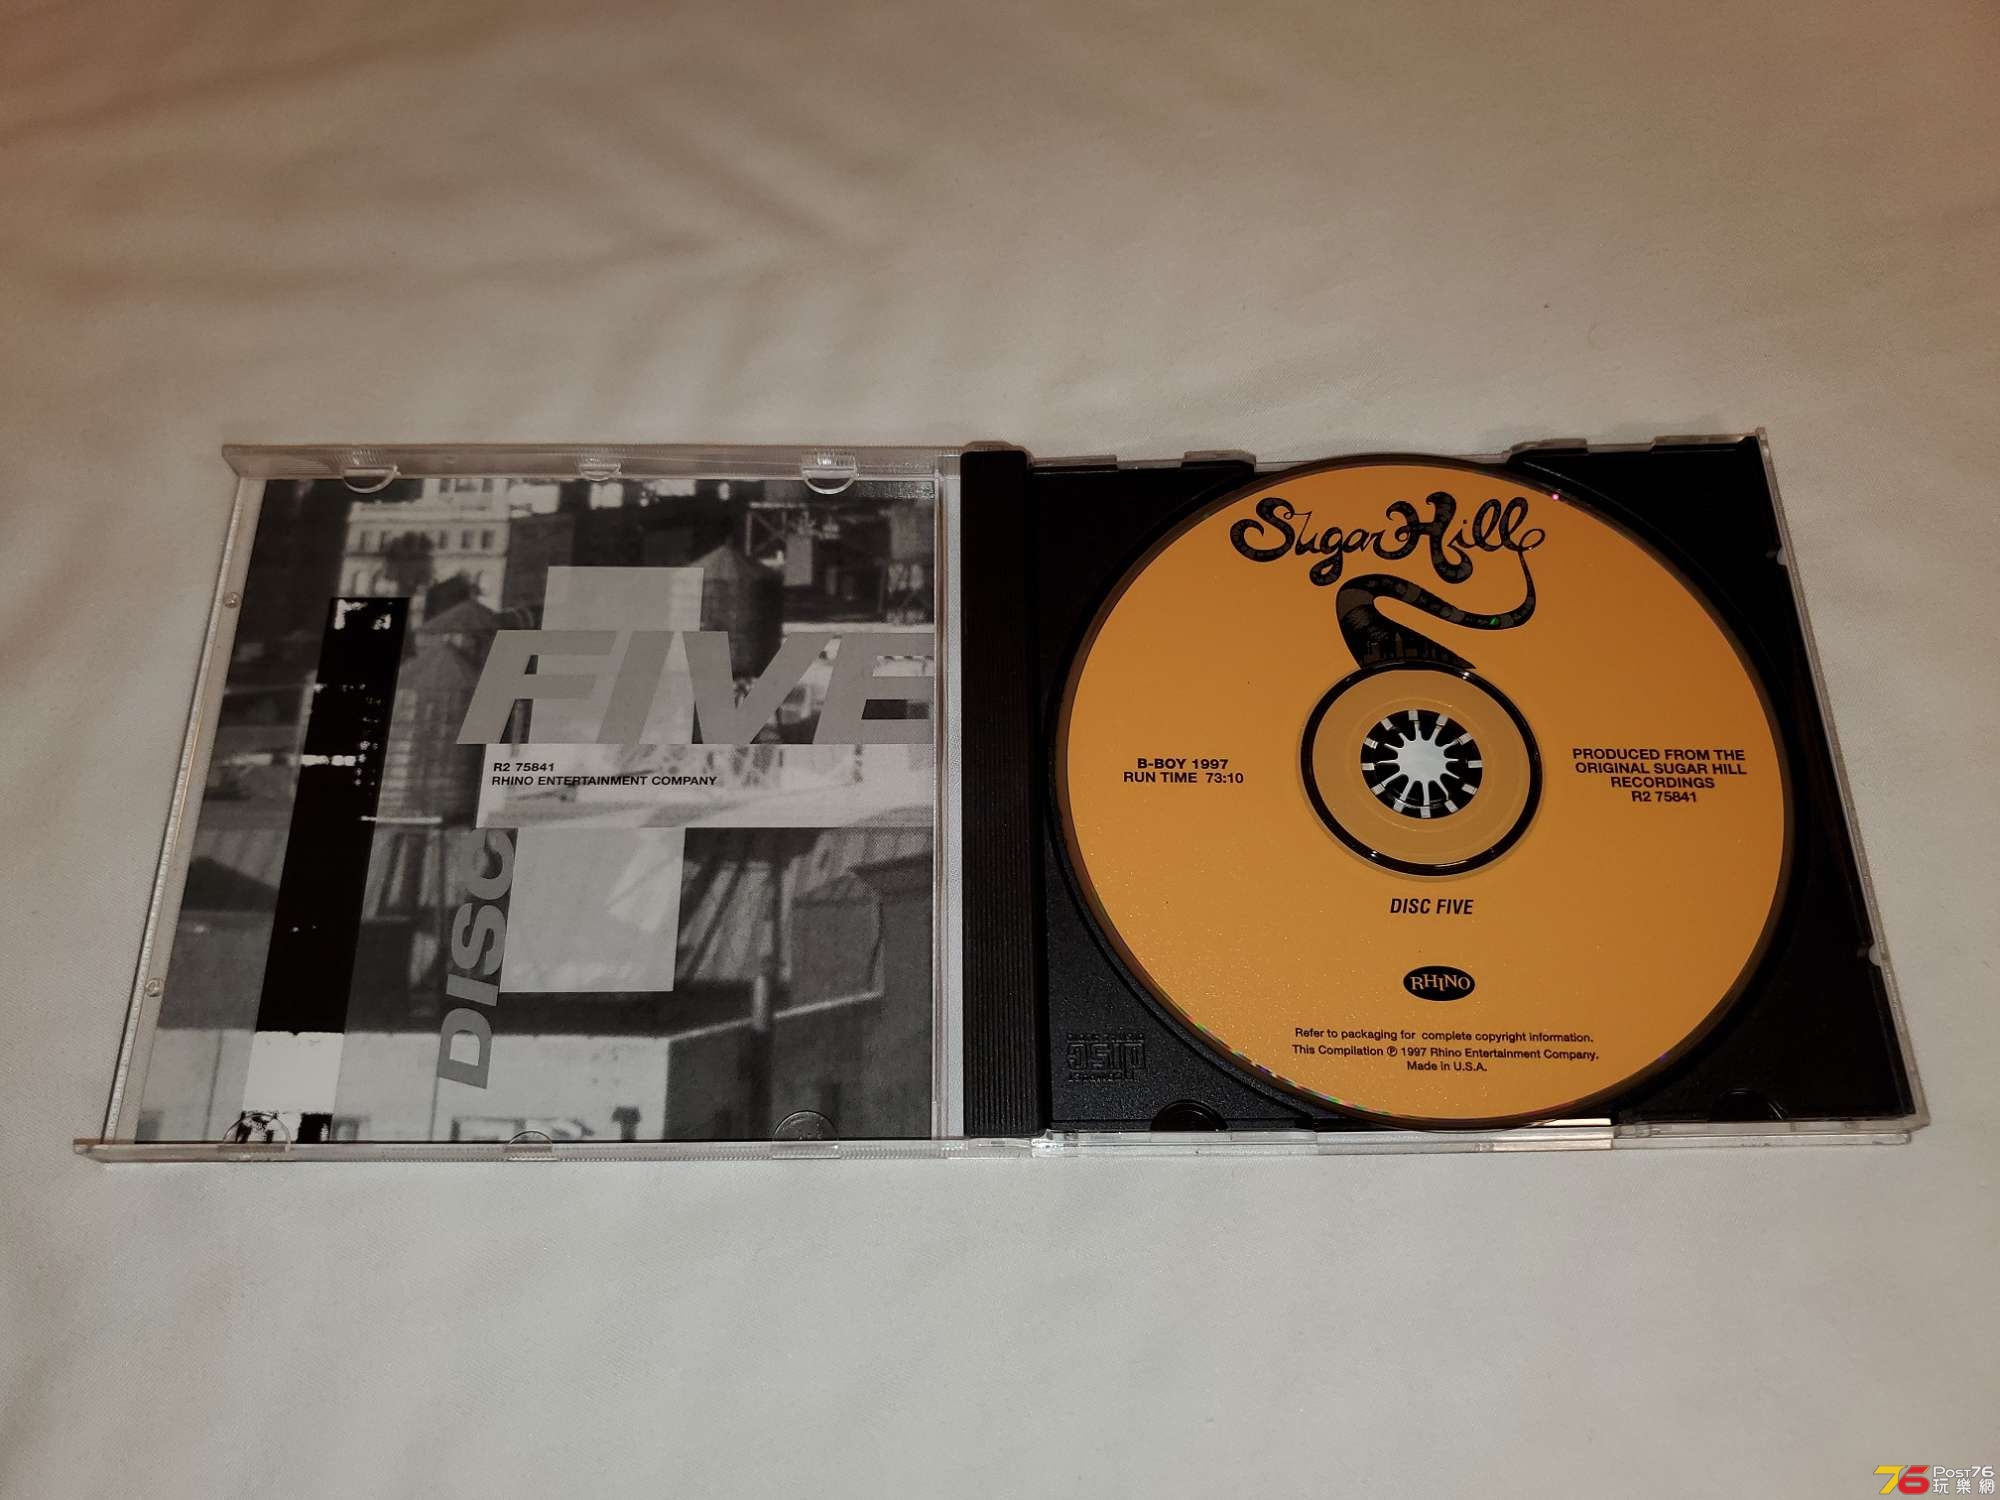 FIVE
R2 75841
RHINO ENTERTAINMENT COMPANY
DISC
Sugar Hill
B-BOY 1997
RUN TIME 73:10
PRODUCED FROM THE
ORIGINAL SUGAR HILL
RECORDINGS
R2 75841
DISC FIVE
RHINO
Refer to packaging for complete copyright information.
This Compilation ℗ 1997 Rhino Entertainment Company.
Made in U.S.A.
disc
76 POST76
玩樂網